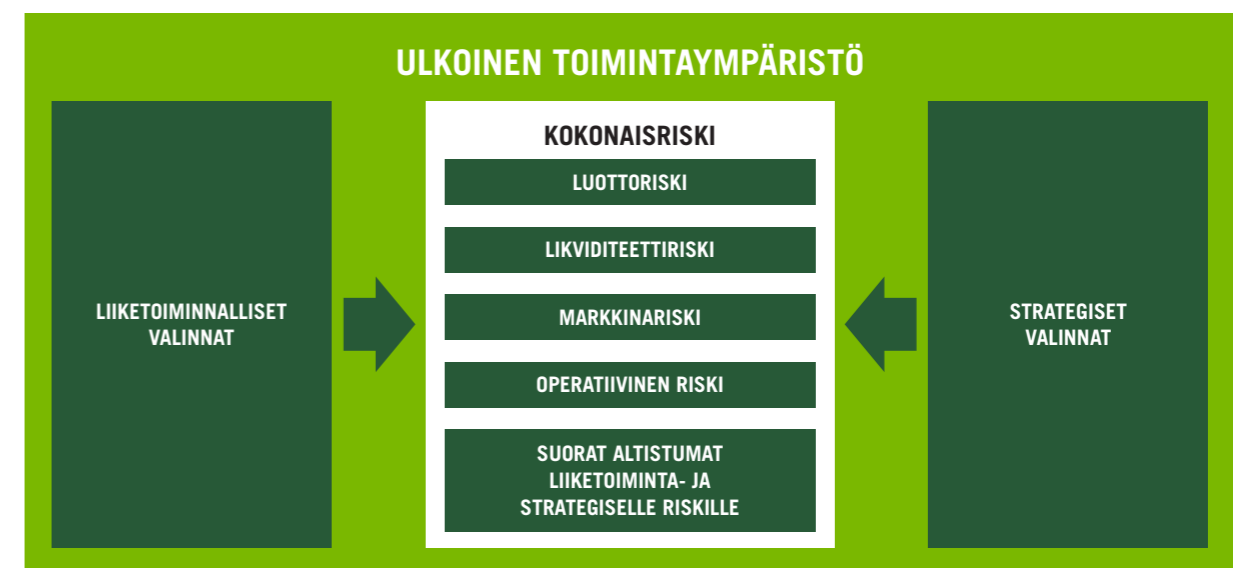 ULKOINEN TOIMINTAYMPÄRISTÖ
LIIKETOIMINNALLISET
VALINNAT
KOKONAISRISKI
LUOTTORISKI
LIKVIDITEETTIRISKI
MARKKINARISKI
OPERATIIVINEN RISKI
SUORAT ALTISTUMAT
LIIKETOIMINTA- JA
STRATEGISELLE RISKILLE
STRATEGISET
VALINNAT